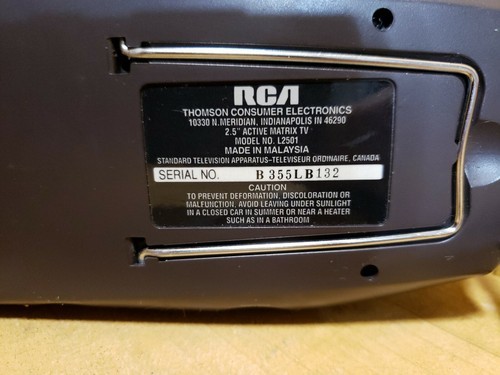 RCA
THOMSON CONSUMER ELECTRONICS
10330 N.MERIDIAN, INDIANAPOLIS IN 46290
2.5" ACTIVE MATRIX TV
MODEL NO. L2501
MADE IN MALAYSIA
STANDARD TELEVISION APPARATUS-TELEVISEUR ORDINAIRE, CANADA
SERIAL NO. B 355LB132
CAUTION
TO PREVENT DEFORMATION, DISCOLORATION OR
MALFUNCTION, AVOID LEAVING UNDER SUNLIGHT
IN A CLOSED CAR IN SUMMER OR NEAR A HEATER
SUCH AS IN A BATHROOM